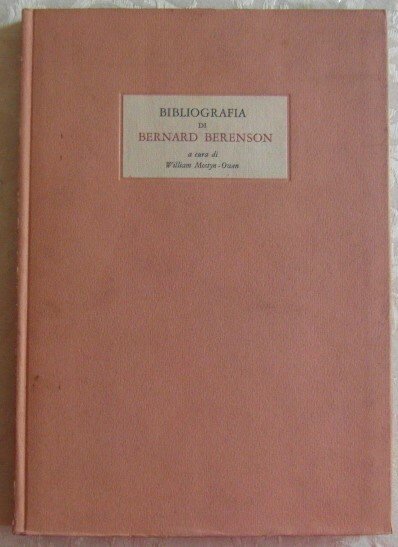 BIBLIOGRAFIA
DI
BERNARD BERENSON
a cura di
William Mostyn-Owen